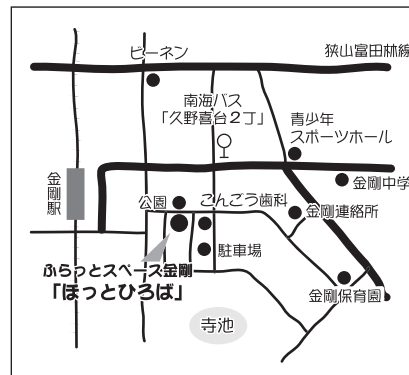 ビーネン
狭山富田林線
南海バス
「久野喜台２丁」
青少年
スポーツホール
金剛駅
金剛中学
公園
こんごう歯科
金剛連絡所
駐車場
ふらっとスペース金剛
「ほっとひろば」
金剛保育園
寺池